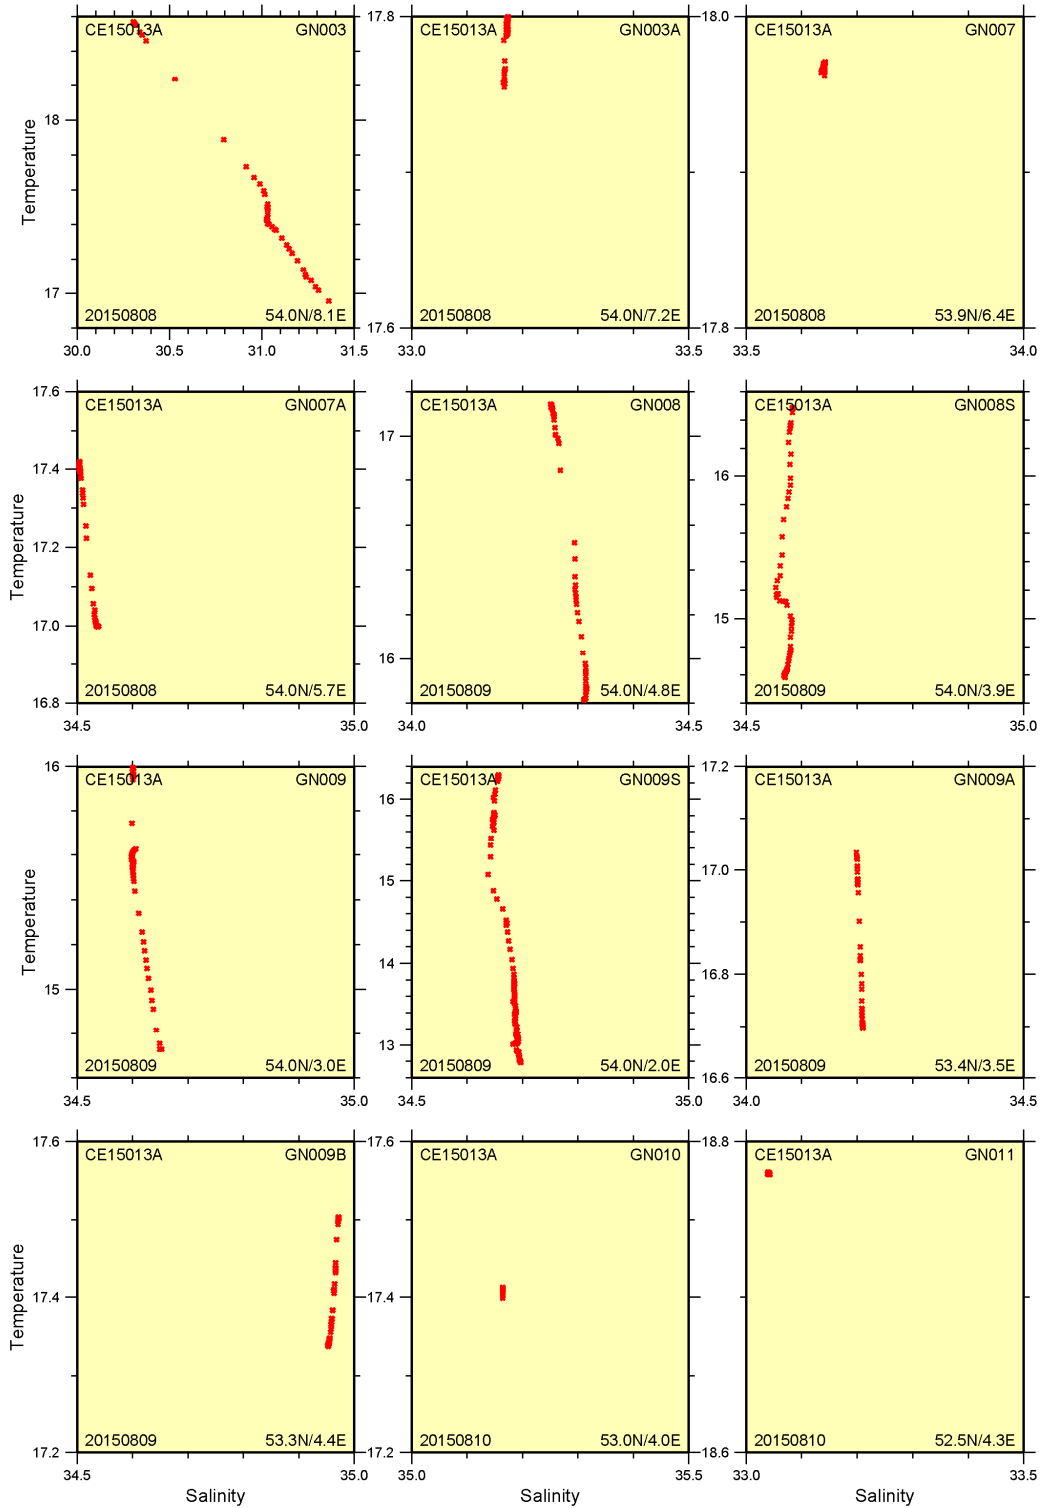 CE15013A GN003
Temperature
18
17
20150808 54.0N/8.1E
30.0 30.5 31.0 31.5
17.8
CE15013A GN003A
17.6
20150808 54.0N/7.2E
33.0 33.5
18.0
CE15013A GN007
17.8
20150808 53.9N/6.4E
33.5 34.0
17.6
CE15013A GN007A
17.4
Temperature
17.2
17.0
16.8
20150808 54.0N/5.7E
34.5 35.0
CE15013A GN008
17
16
20150809 54.0N/4.8E
34.0 34.5
CE15013A GN008S
16
15
20150809 54.0N/3.9E
34.5 35.0
16
CE15013A GN009
Temperature
15
20150809 54.0N/3.0E
34.5 35.0
CE15013A GN009S
16
15
14
13
20150809 54.0N/2.0E
34.5 35.0
17.2
CE15013A GN009A
17.0
16.8
16.6
20150809 53.4N/3.5E
34.0 34.5
17.6
CE15013A GN009B
Temperature
17.4
17.2
20150809 53.3N/4.4E
34.5 35.0
Salinity
17.6
CE15013A GN010
17.4
17.2
20150810 53.0N/4.0E
35.0 35.5
Salinity
18.8
CE15013A GN011
18.6
20150810 52.5N/4.3E
33.0 33.5
Salinity